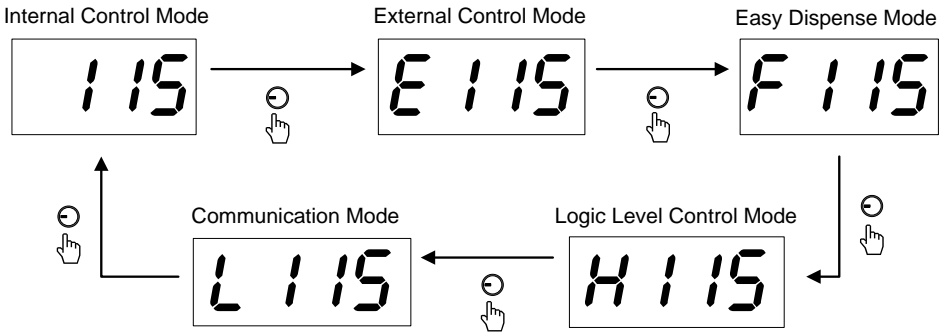 Internal Control Mode
External Control Mode
Easy Dispense Mode
115
E115
F115
Communication Mode
Logic Level Control Mode
L115
H115